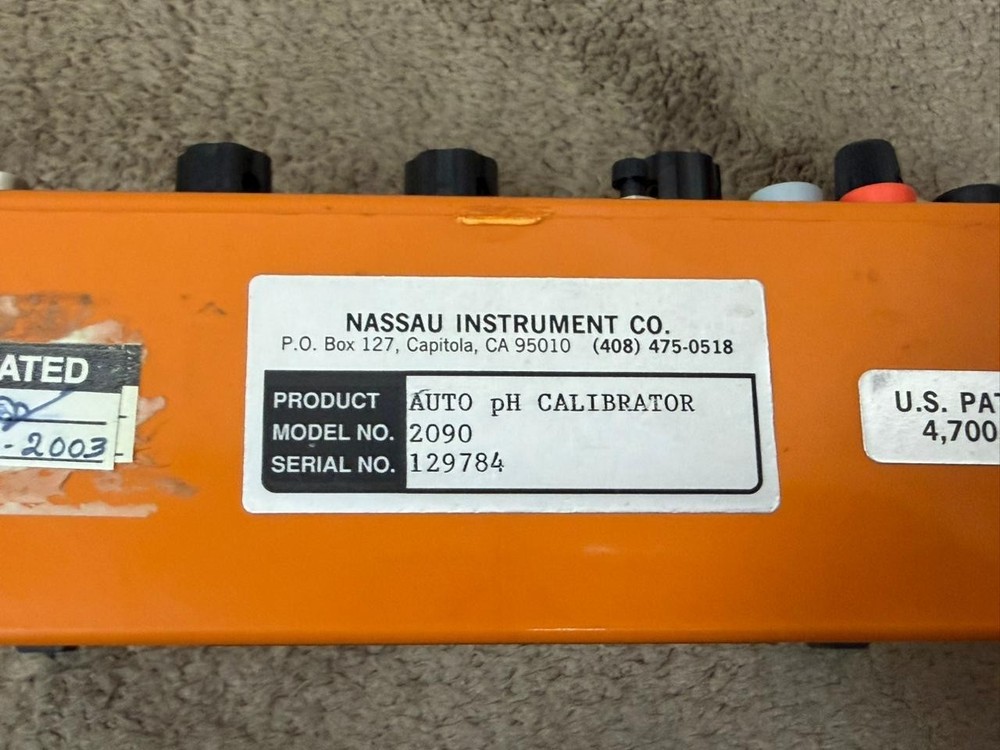 NASSAU INSTRUMENT CO.
P.O. Box 127, Capitola, CA 95010 (408) 475-0518
PRODUCT AUTO pH CALIBRATOR
MODEL NO. 2090
SERIAL NO. 129784
ATED
-2003
U.S. PAT
4,700